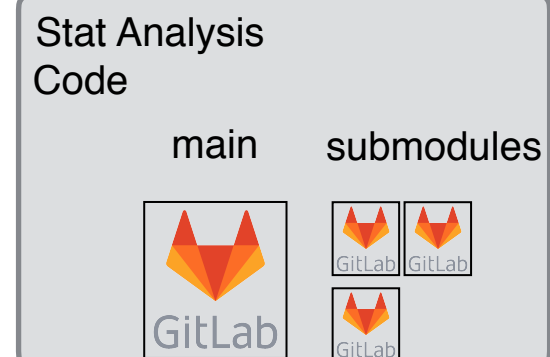 Stat Analysis
Code
main submodules
GitLab GitLab
GitLab
GitLab